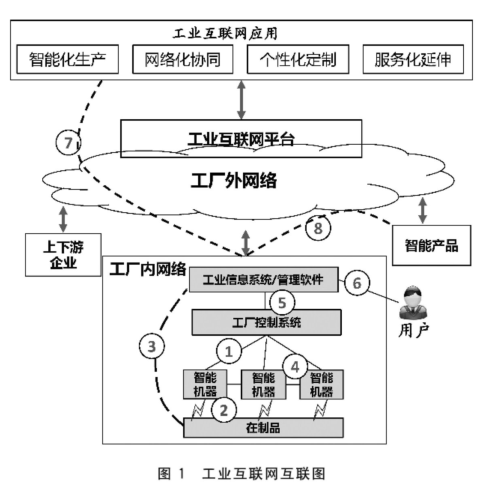 工业互联网应用
智能化生产 网络化协同 个性化定制 服务化延伸
7
工业互联网平台
工厂外网络
8
上下游
企业
智能产品
工厂内网络
工业信息系统/管理软件
6
5
用户
工厂控制系统
3
1
4
智能
机器
智能
机器
智能
机器
2
在制品
图 1 工业互联网互联图